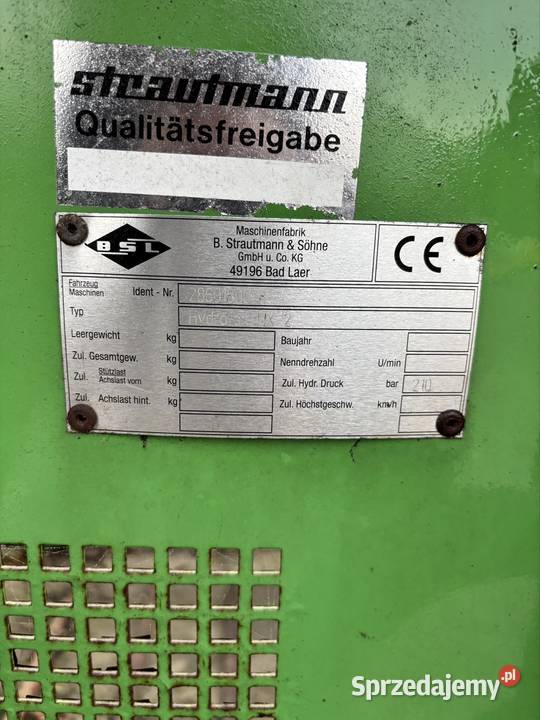 strautmann
Qualitätsfreigabe
BSL
Maschinenfabrik
B. Strautmann & Söhne
GmbH u. Co. KG
49196 Bad Laer
CE
Fahrzeug
Maschinen Ident - Nr.
Typ
Leergewicht kg
Baujahr
Zul. Gesamtgew. kg
Nenndrehzahl U/min
Zul. Stützlast
Achslast vorn kg
Zul. Hydr. Druck bar 210
Zul. Achslast hint. kg
Zul. Höchstgeschw. km/h
Sprzedajemy.pl